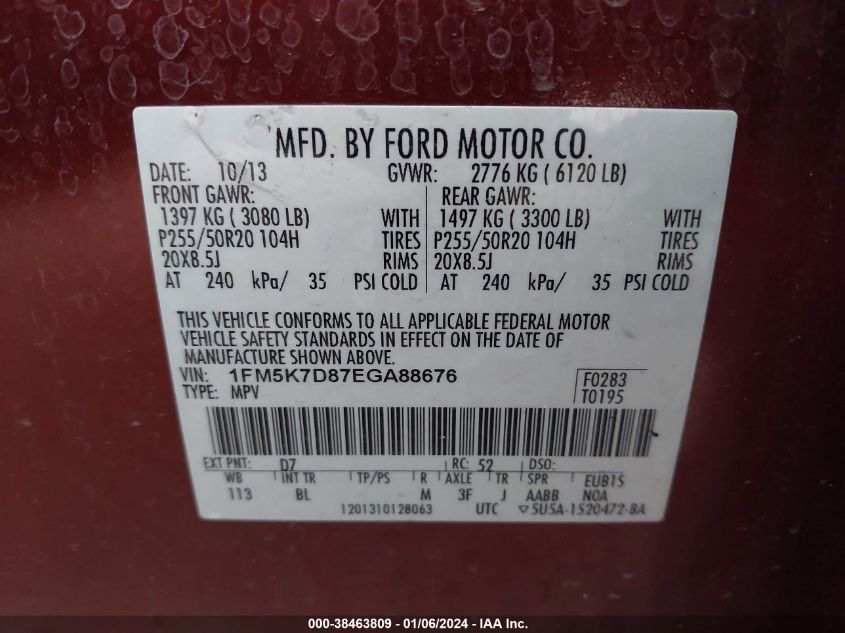 MFD. BY FORD MOTOR CO.
DATE: 10/13 GVWR: 2776 KG ( 6120 LB)
FRONT GAWR: REAR GAWR:
1397 KG ( 3080 LB) WITH 1497 KG ( 3300 LB) WITH
P255/50R20 104H TIRES P255/50R20 104H TIRES
20X8.5J RIMS 20X8.5J RIMS
AT 240 kPa/ 35 PSI COLD AT 240 kPa/ 35 PSI COLD
THIS VEHICLE CONFORMS TO ALL APPLICABLE FEDERAL MOTOR
VEHICLE SAFETY STANDARDS IN EFFECT ON THE DATE OF
MANUFACTURE SHOWN ABOVE.
VIN: 1FM5K7D87EGA88676 F0283
TYPE: MPV T0195
EXT PNT: D7 RC: 52 DSO:
WB INT TR TP/PS R AXLE TR SPR EUB1S
113 BL M 3F J AABB NOA
1201310128063 UTC ▽5U5A-1520472-BA
000-38463809 - 01/06/2024 - IAA Inc.